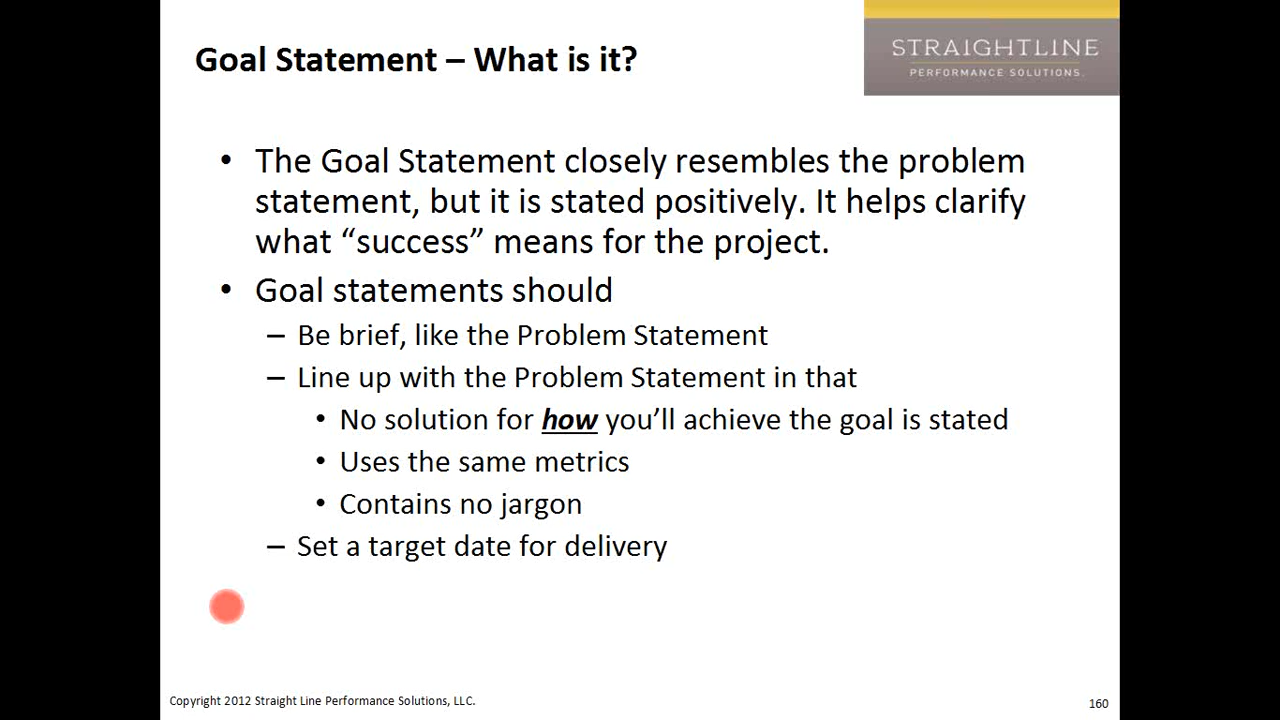 Goal Statement – What is it?
STRAIGHTLINE
PERFORMANCE SOLUTIONS.
• The Goal Statement closely resembles the problem
statement, but it is stated positively. It helps clarify
what “success” means for the project.
• Goal statements should
– Be brief, like the Problem Statement
– Line up with the Problem Statement in that
• No solution for how you’ll achieve the goal is stated
• Uses the same metrics
• Contains no jargon
– Set a target date for delivery
Copyright 2012 Straight Line Performance Solutions, LLC.
160